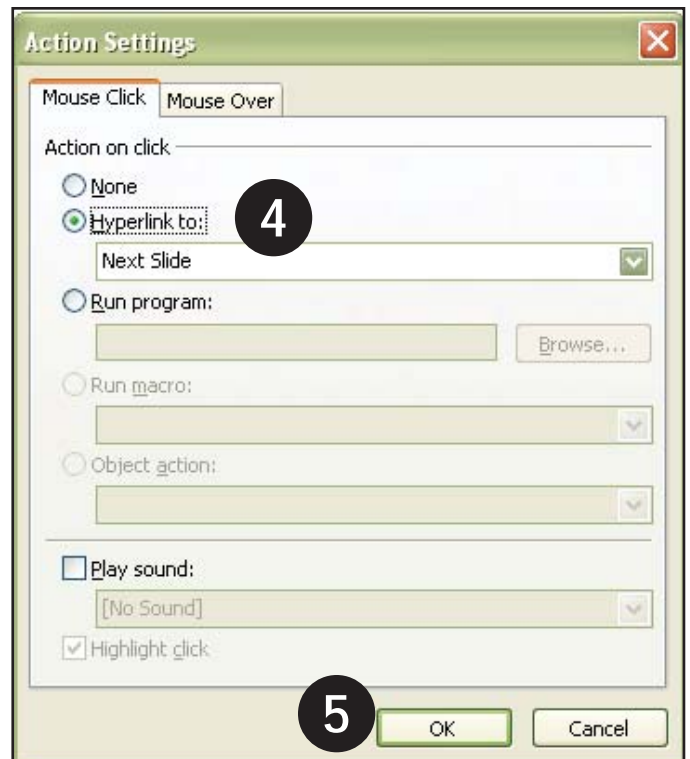 Action Settings
Mouse Click Mouse Over
Action on click
None
Hyperlink to: 4
Next Slide
Run program:
Browse...
Run macro:
Object action:
Play sound:
[No Sound]
Highlight click
5 OK Cancel